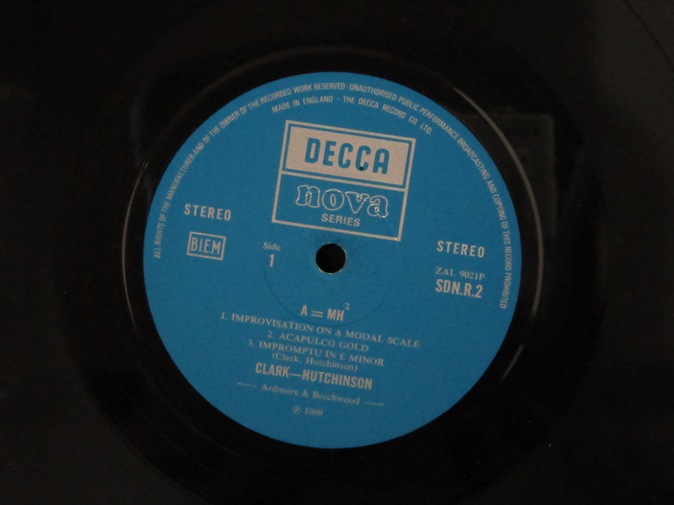 ALL RIGHTS OF THE MANUFACTURER AND OF THE OWNER OF THE RECORDED WORK RESERVED · UNAUTHORISED PUBLIC PERFORMANCE BROADCASTING AND COPYING OF THIS RECORD PROHIBITED
MADE IN ENGLAND · THE DECCA RECORD CO. LTD.
DECCA
nova
SERIES
STEREO
STEREO
BIEM
Side
1
ZAL 9021P
SDN.R.2
A = MH²
1. IMPROVISATION ON A MODAL SCALE
2. ACAPULCO GOLD
3. IMPROMPTU IN E MINOR
(Clark, Hutchinson)
CLARK—HUTCHINSON
Ardmore & Beechwood
℗ 1969